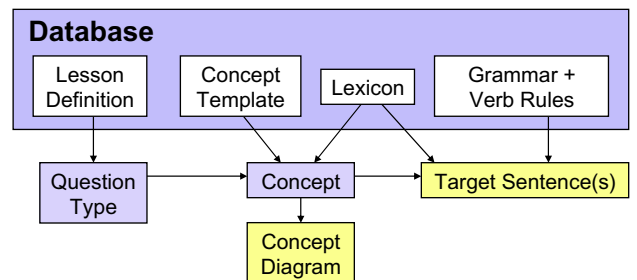 Database
Lesson
Definition
Concept
Template
Lexicon
Grammar +
Verb Rules
Question
Type
Concept
Target Sentence(s)
Concept
Diagram